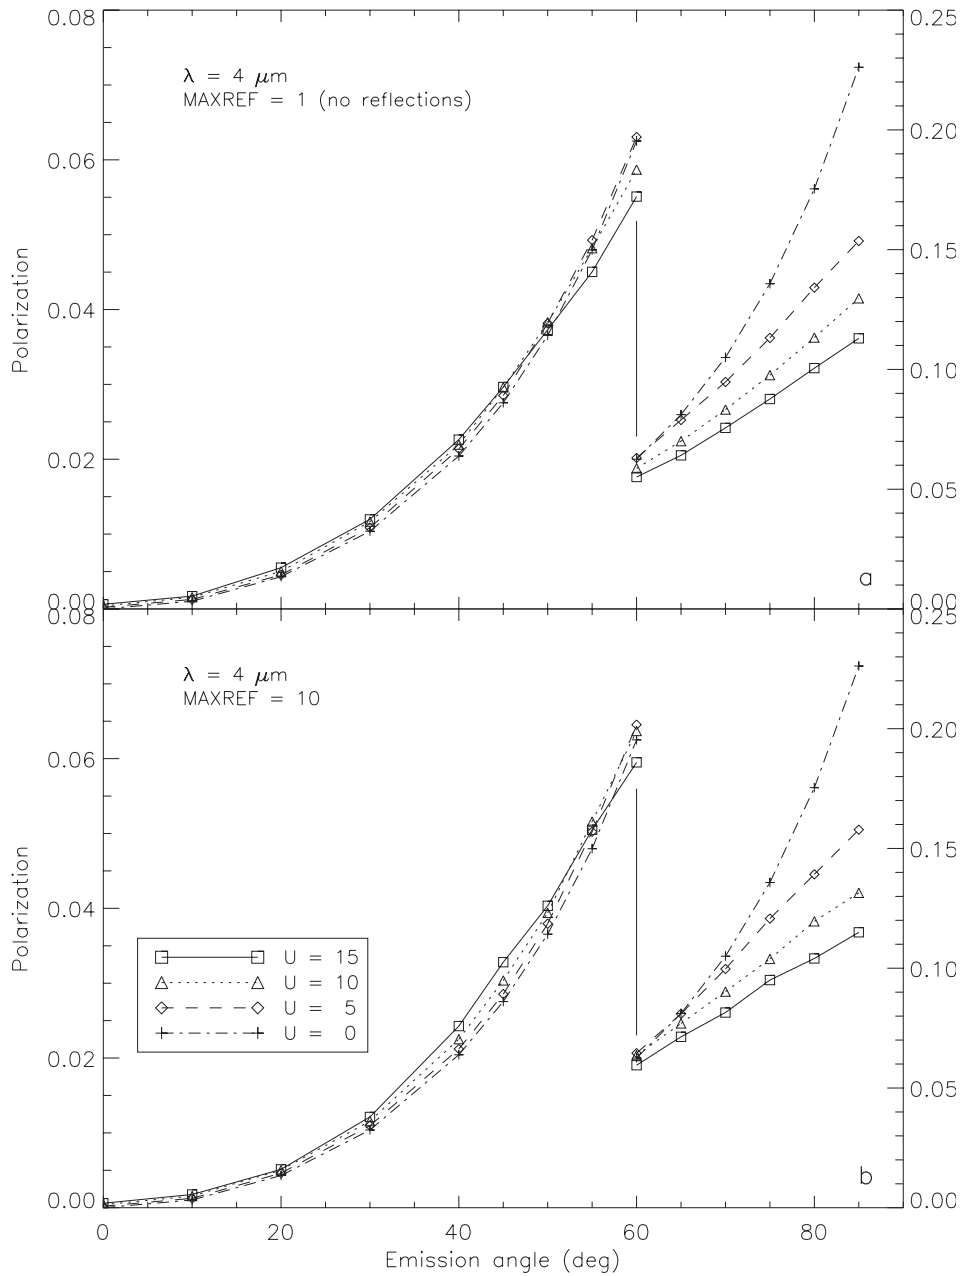 0.08
0.25
λ = 4 μm
MAXREF = 1 (no reflections)
0.20
0.06
0.15
Polarization
0.04
0.10
0.02
0.05
a
0.00
0.00
0.08
0.25
λ = 4 μm
MAXREF = 10
0.20
0.06
0.15
Polarization
0.04
U = 15
U = 10
U = 5
U = 0
0.10
0.02
0.05
b
0.00
0.00
0
20
40
60
80
Emission angle (deg)